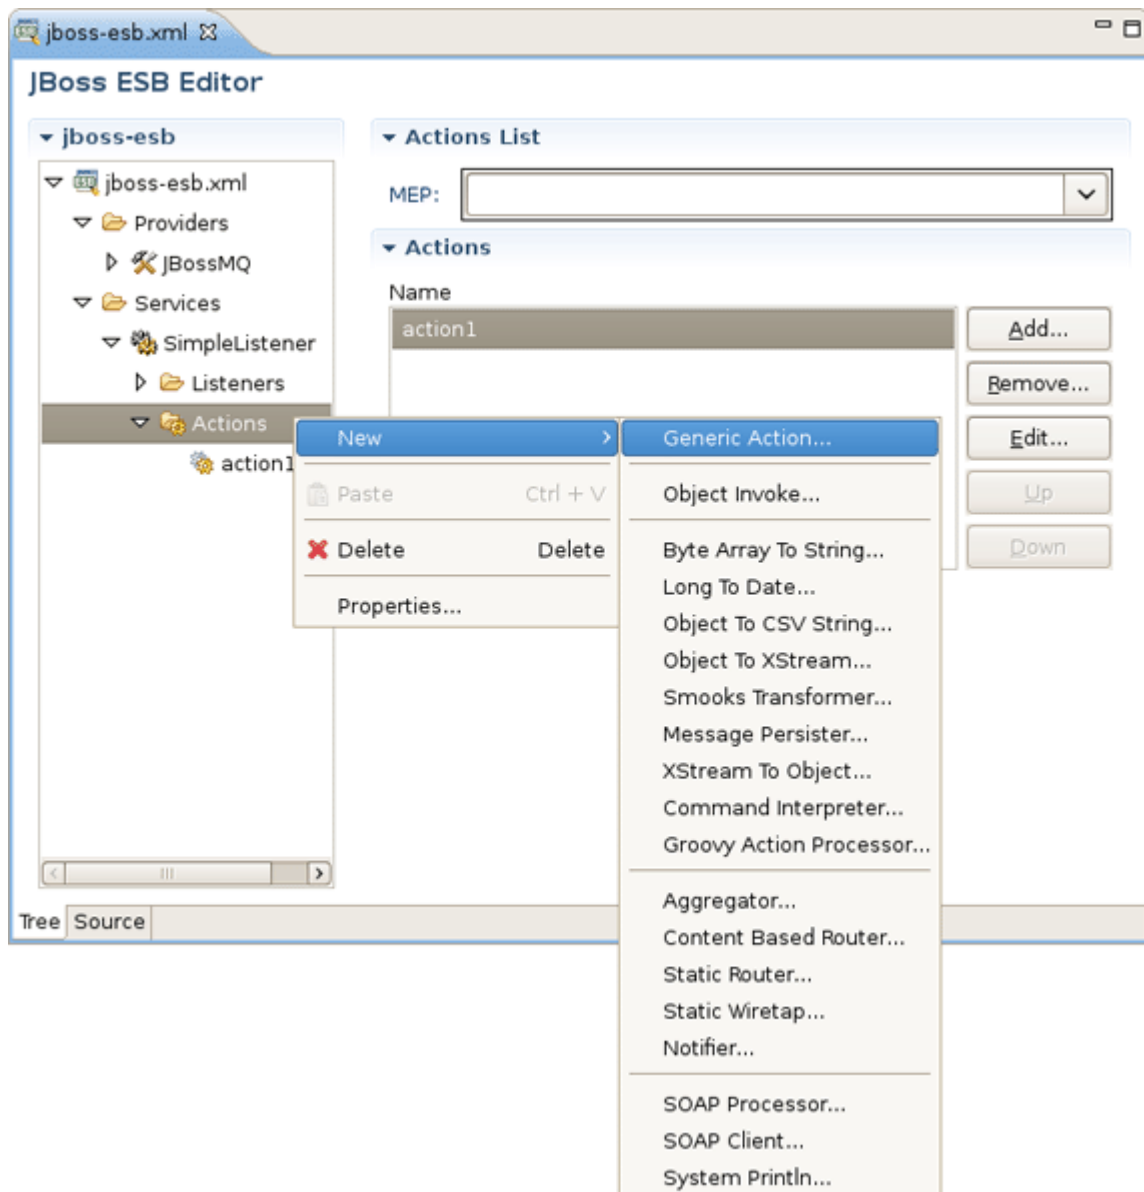 jboss-esb.xml
JBoss ESB Editor
jboss-esb
jboss-esb.xml
Providers
JBossMQ
Services
SimpleListener
Listeners
Actions
action1
Actions List
MEP:
Actions
Name
action1
Add...
Remove...
Edit...
Up
Down
New
Paste Ctrl + V
Delete Delete
Properties...
Generic Action...
Object Invoke...
Byte Array To String...
Long To Date...
Object To CSV String...
Object To XStream...
Smooks Transformer...
Message Persister...
XStream To Object...
Command Interpreter...
Groovy Action Processor...
Aggregator...
Content Based Router...
Static Router...
Static Wiretap...
Notifier...
SOAP Processor...
SOAP Client...
System Println...
Tree Source